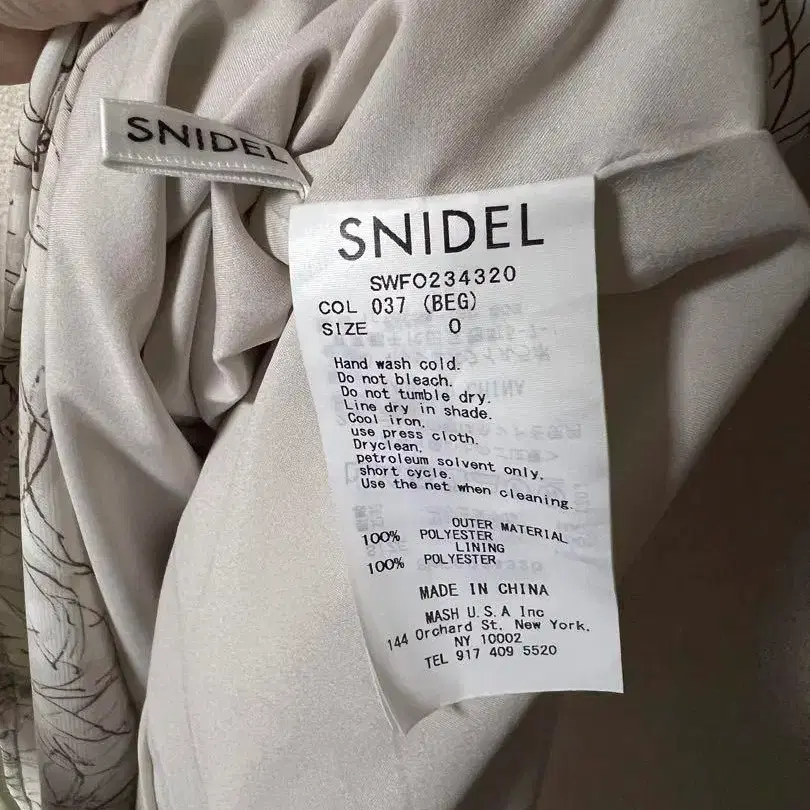 SNIDEL
SNIDEL
SWFO234320
COL 037 (BEG)
SIZE 0
Hand wash cold.
Do not bleach.
Do not tumble dry.
Line dry in shade.
Cool iron.
use press cloth.
Dryclean.
petroleum solvent only.
short cycle.
Use the net when cleaning.
OUTER MATERIAL
100% POLYESTER
LINING
100% POLYESTER
MADE IN CHINA
MASH U.S.A Inc
144 Orchard St. New York.
NY 10002
TEL 917 409 5520